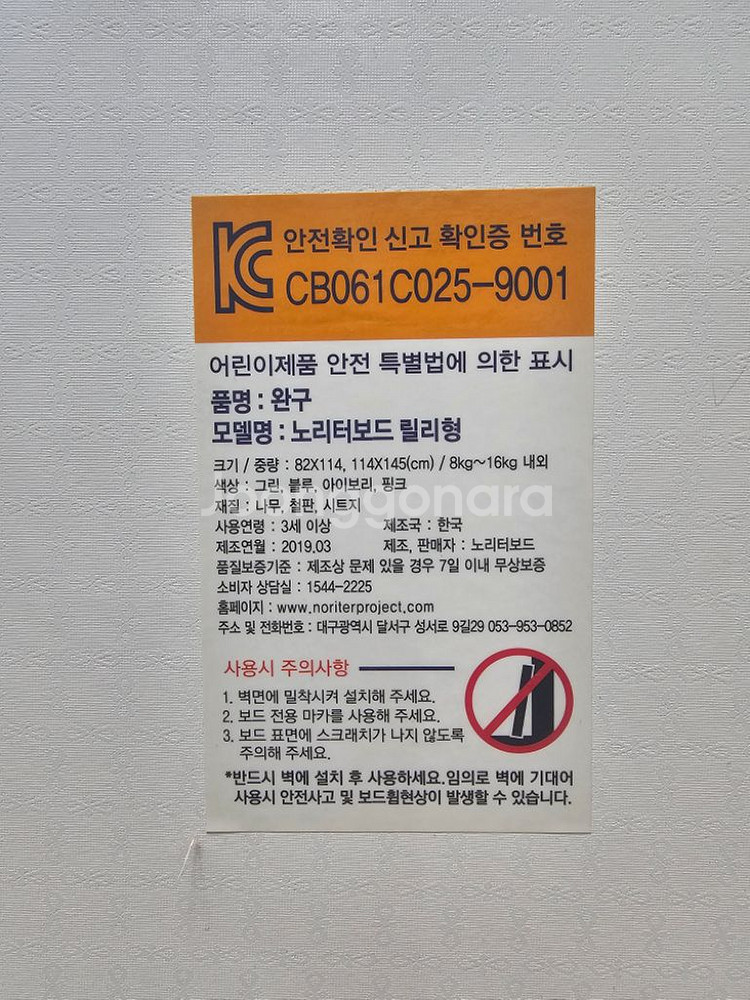 KC 안전확인 신고 확인증 번호
CB061C025-9001
어린이제품 안전 특별법에 의한 표시
품명 : 완구
모델명 : 노리터보드 릴리형
크기 / 중량 : 82X114, 114X145(cm) / 8kg~16kg 내외
색상 : 그린, 블루, 아이보리, 핑크
Joonggonara
재질 : 나무, 철판, 시트지
사용연령 : 3세 이상 제조국 : 한국
제조연월 : 2019.03 제조, 판매자 : 노리터보드
품질보증기준 : 제조상 문제 있을 경우 7일 이내 무상보증
소비자 상담실 : 1544-2225
홈페이지 : www.noriterproject.com
주소 및 전화번호 : 대구광역시 달서구 성서로 9길29 053-953-0852
사용시 주의사항
1. 벽면에 밀착시켜 설치해 주세요.
2. 보드 전용 마카를 사용해 주세요.
3. 보드 표면에 스크래치가 나지 않도록
주의해 주세요.
*반드시 벽에 설치 후 사용하세요.임의로 벽에 기대어
사용시 안전사고 및 보드휨현상이 발생할 수 있습니다.